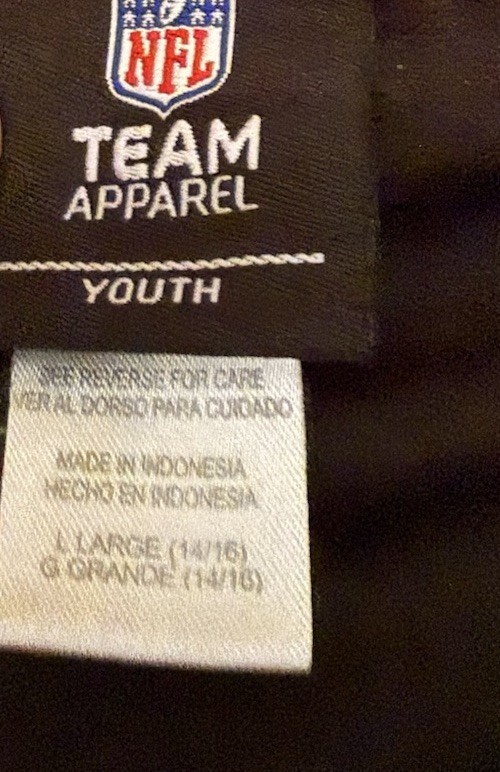 NFL
TEAM
APPAREL
YOUTH
SEE REVERSE FOR CARE
VER AL DORSO PARA CUIDADO
MADE IN INDONESIA
HECHO EN INDONESIA
L LARGE (14/16)
G GRANDE (14/16)